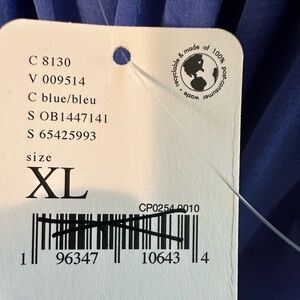 C 8130
V 009514
C blue/bleu
S OB1447141
S 65425993
size
XL
recyclable & made of 100% post-consumer waste •
CP0254 0010
1 96347 10643 4